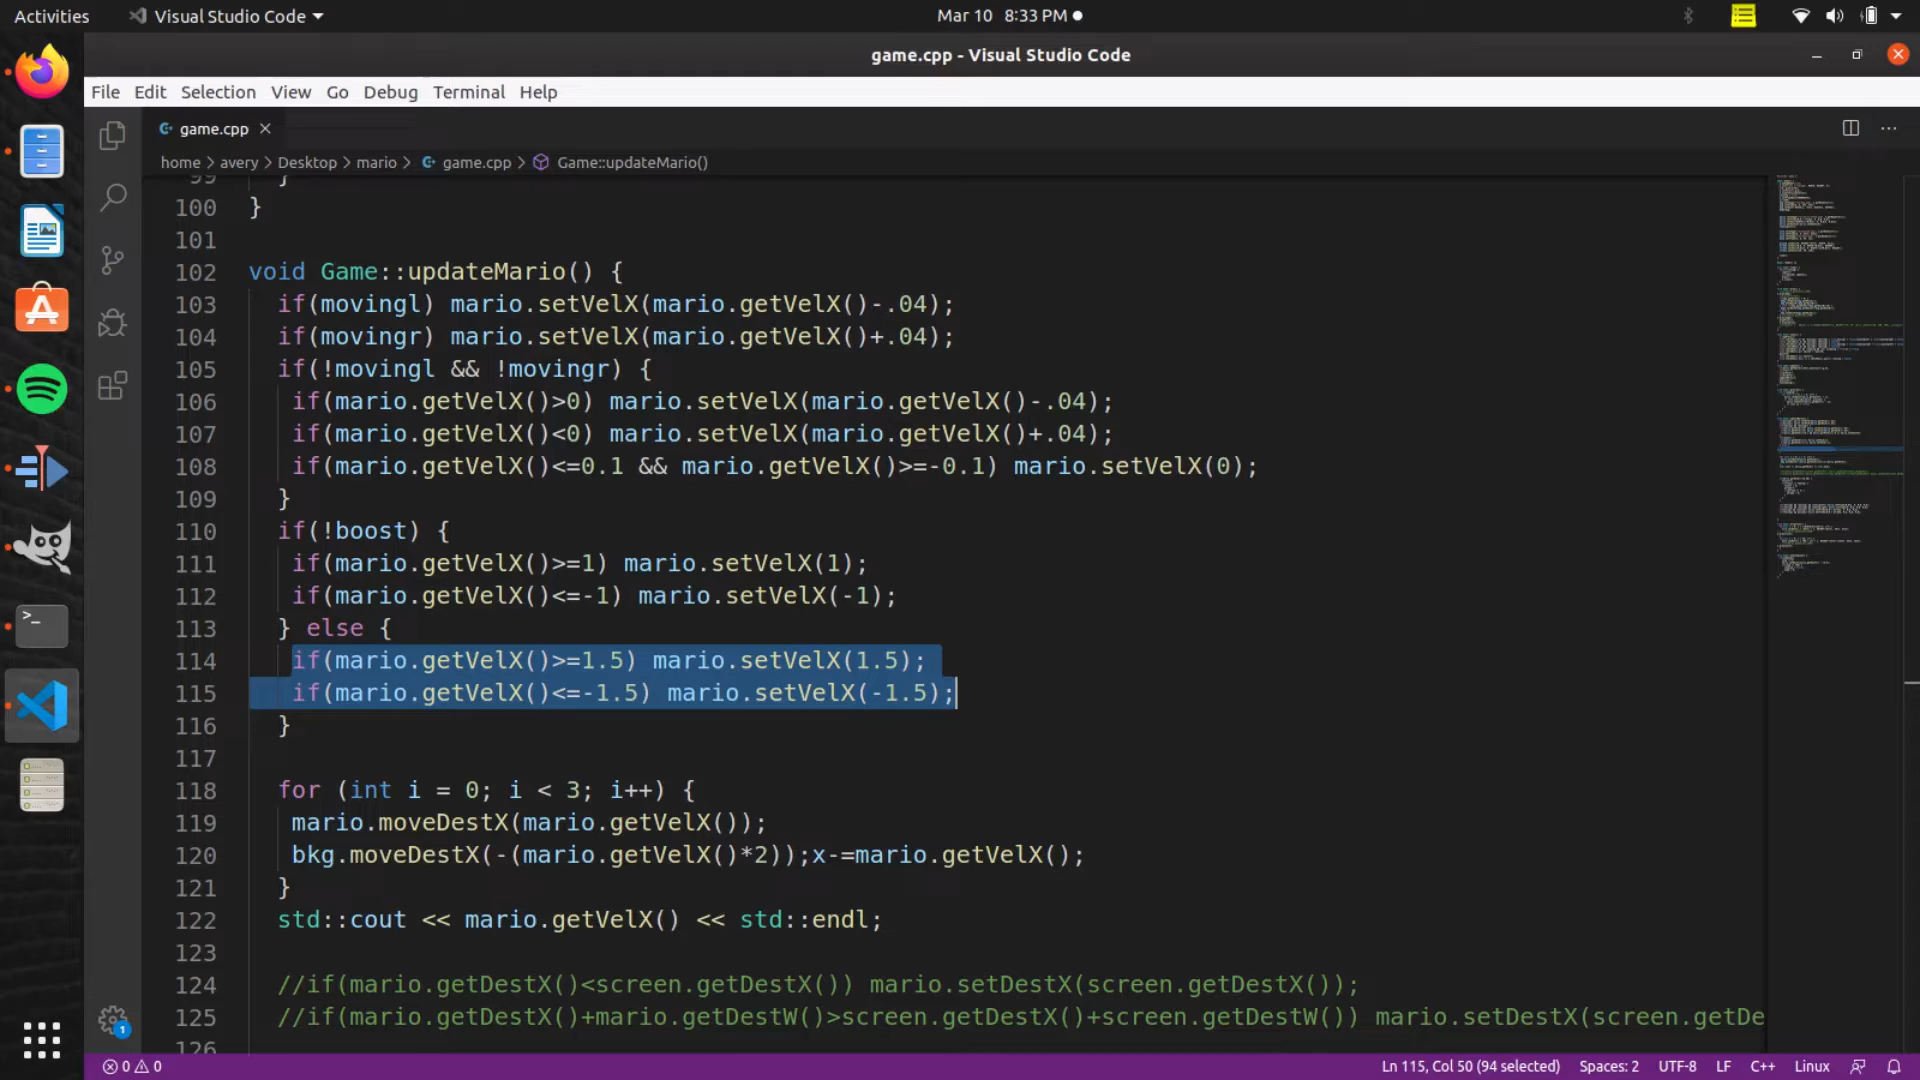 Activities Visual Studio Code Mar 10 8:33 PM
game.cpp - Visual Studio Code
File Edit Selection View Go Debug Terminal Help
game.cpp
home > avery > Desktop > mario > game.cpp > Game::updateMario()
99 }
100 }
101
102 void Game::updateMario() {
103 if(movingl) mario.setVelX(mario.getVelX()-.04);
104 if(movingr) mario.setVelX(mario.getVelX()+.04);
105 if(!movingl && !movingr) {
106 if(mario.getVelX()>0) mario.setVelX(mario.getVelX()-.04);
107 if(mario.getVelX()<0) mario.setVelX(mario.getVelX()+.04);
108 if(mario.getVelX()<=0.1 && mario.getVelX()>=-0.1) mario.setVelX(0);
109 }
110 if(!boost) {
111 if(mario.getVelX()>=1) mario.setVelX(1);
112 if(mario.getVelX()<=-1) mario.setVelX(-1);
113 } else {
114 if(mario.getVelX()>=1.5) mario.setVelX(1.5);
115 if(mario.getVelX()<=-1.5) mario.setVelX(-1.5);
116 }
117
118 for (int i = 0; i < 3; i++) {
119 mario.moveDestX(mario.getVelX());
120 bkg.moveDestX(-(mario.getVelX()*2));x-=mario.getVelX();
121 }
122 std::cout << mario.getVelX() << std::endl;
123
124 //if(mario.getDestX()<screen.getDestX()) mario.setDestX(screen.getDestX());
125 //if(mario.getDestX()+mario.getDestW()>screen.getDestX()+screen.getDestW()) mario.setDestX(screen.getDe
126
1
0 0 Ln 115, Col 50 (94 selected) Spaces: 2 UTF-8 LF C++ Linux